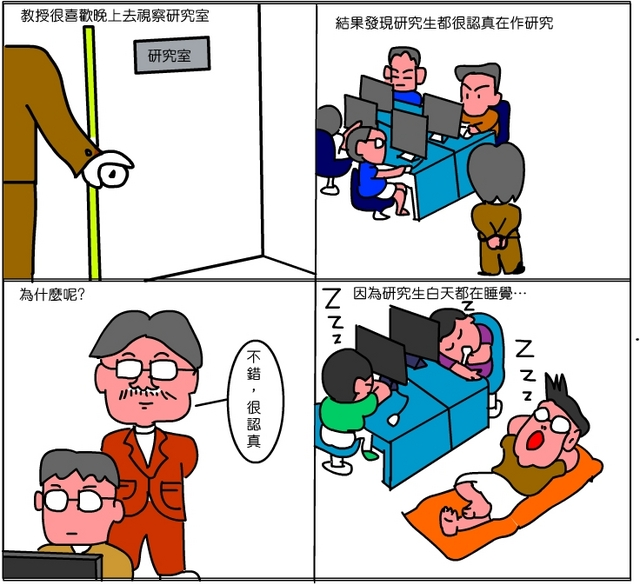 教授很喜歡晚上去視察研究室
研究室
結果發現研究生都很認真在作研究
為什麼呢?
不錯，很認真
因為研究生白天都在睡覺…
Z
Z
Z
Z
Z
Z
Z
Z